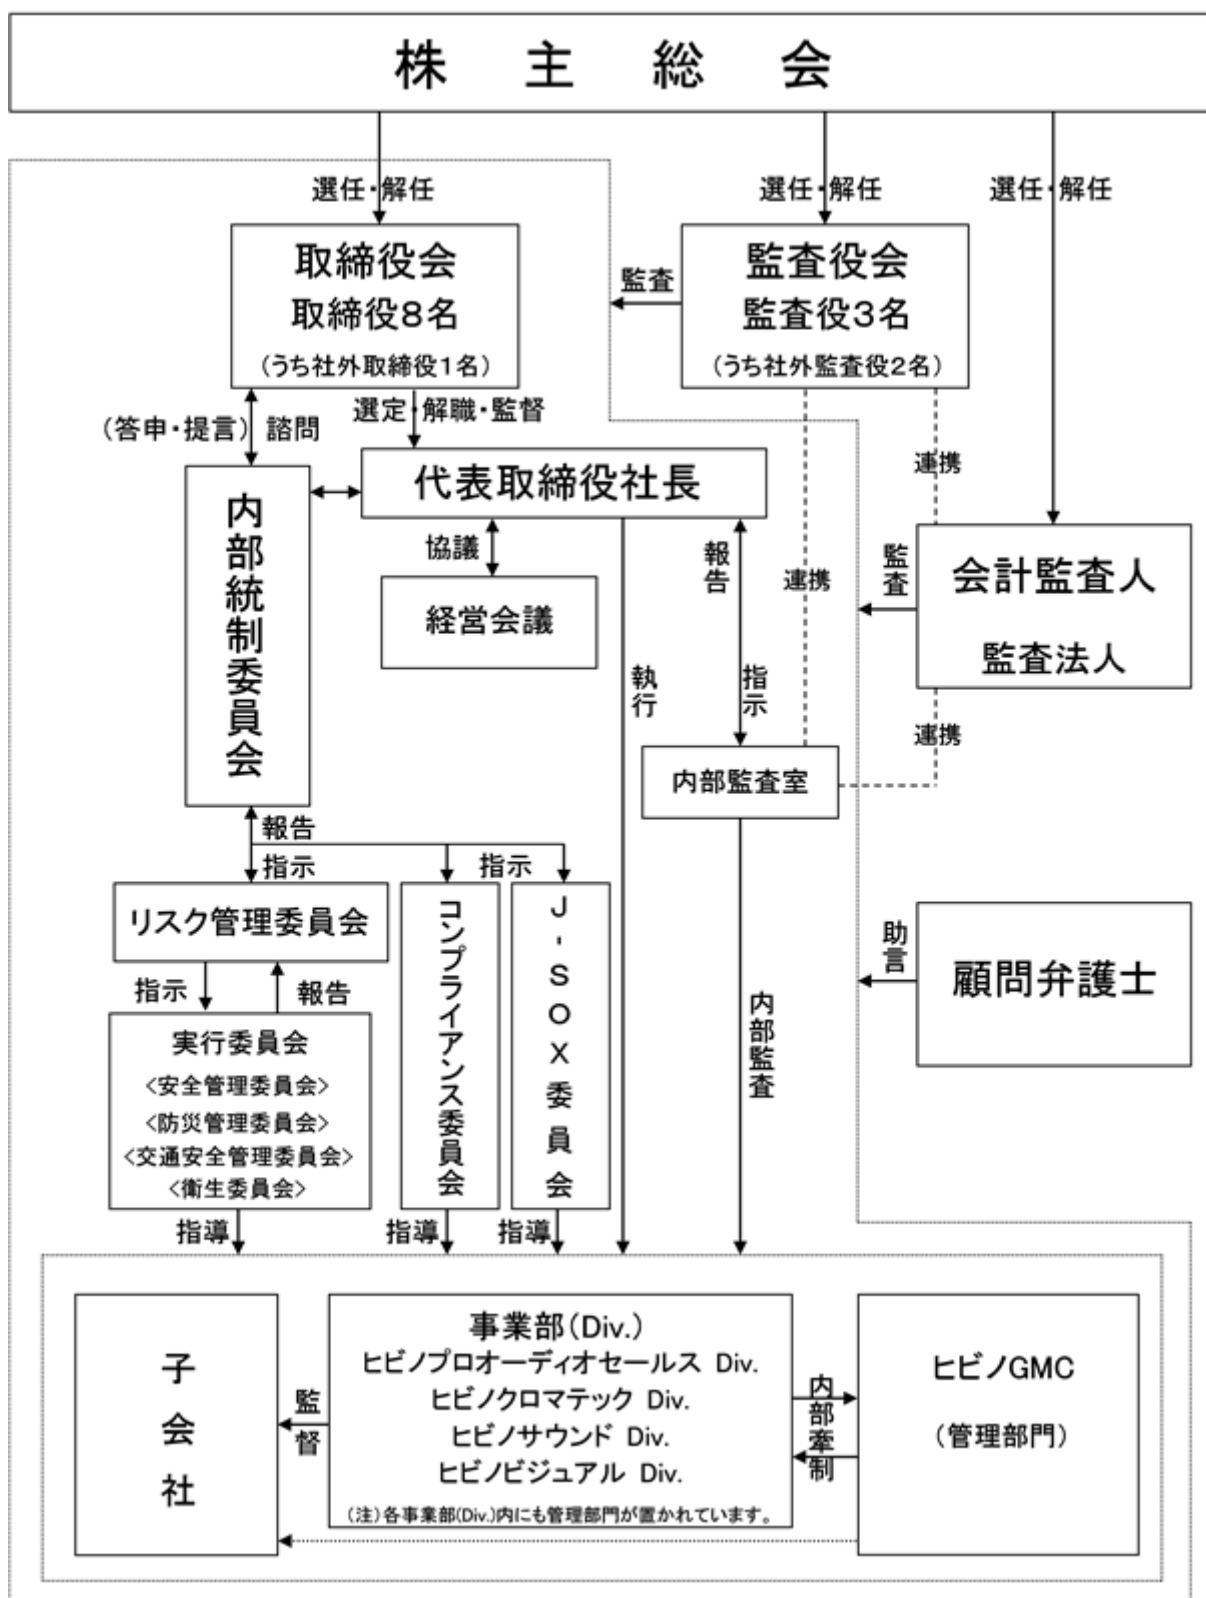 株主総会
選任・解任
選任・解任
選任・解任
取締役会
取締役8名
(うち社外取締役1名)
監査
監査役会
監査役3名
(うち社外監査役2名)
(答申・提言)
諮問
選定・解職・監督
連携
代表取締役社長
内部統制委員会
協議
報告
連携
監査
会計監査人
監査法人
経営会議
執行
指示
連携
内部監査室
報告
指示
指示
リスク管理委員会
コンプライアンス委員会
J-SOX委員会
助言
顧問弁護士
指示
報告
内部監査
実行委員会
<安全管理委員会>
<防災管理委員会>
<交通安全管理委員会>
<衛生委員会>
指導
指導
指導
子会社
監督
事業部(Div.)
ヒビノプロオーディオセールス Div.
ヒビノクロマテック Div.
ヒビノサウンド Div.
ヒビノビジュアル Div.
(注)各事業部(Div.)内にも管理部門が置かれています。
内部牽制
ヒビノGMC
(管理部門)